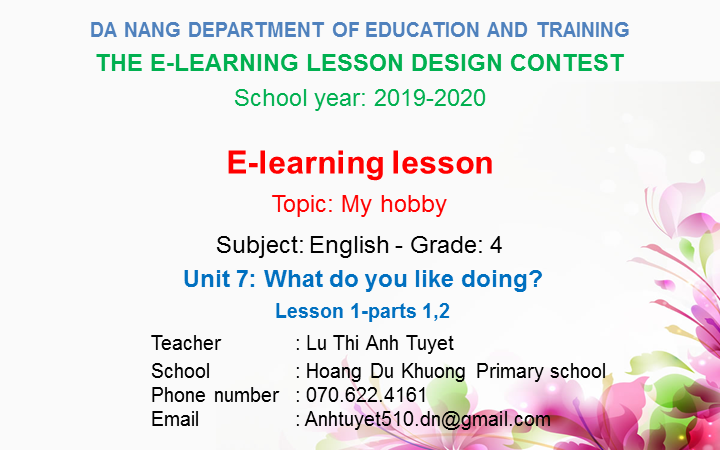 DA NANG DEPARTMENT OF EDUCATION AND TRAINING
THE E-LEARNING LESSON DESIGN CONTEST
School year: 2019-2020
E-learning lesson
Topic: My hobby
Subject: English - Grade: 4
Unit 7: What do you like doing?
Lesson 1-parts 1,2
Teacher : Lu Thi Anh Tuyet
School : Hoang Du Khuong Primary school
Phone number : 070.622.4161
Email : Anhtuyet510.dn@gmail.com